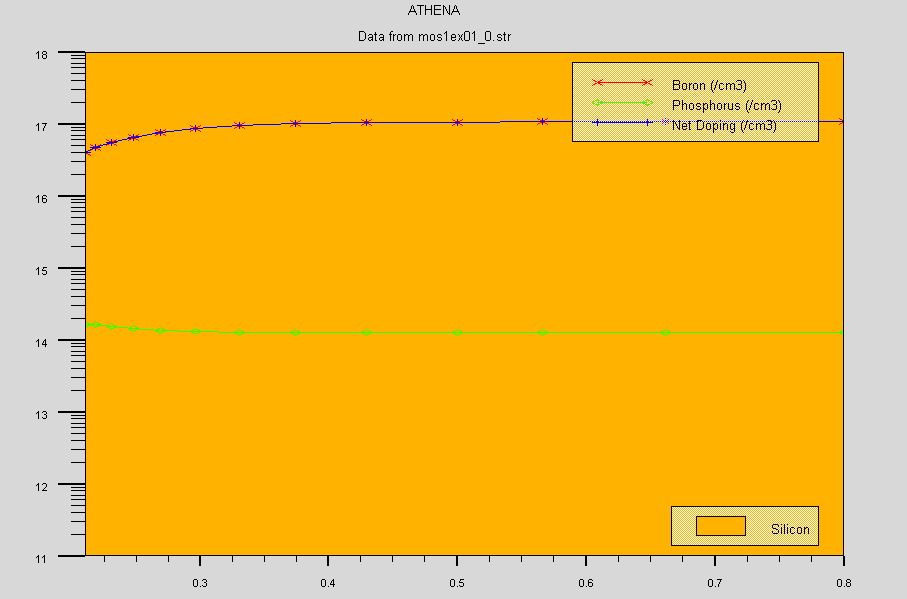 ATHENA
Data from mos1ex01_0.str
18
17
16
15
14
13
12
11
Boron (/cm3)
Phosphorus (/cm3)
Net Doping (/cm3)
Silicon
0.3 0.4 0.5 0.6 0.7 0.8